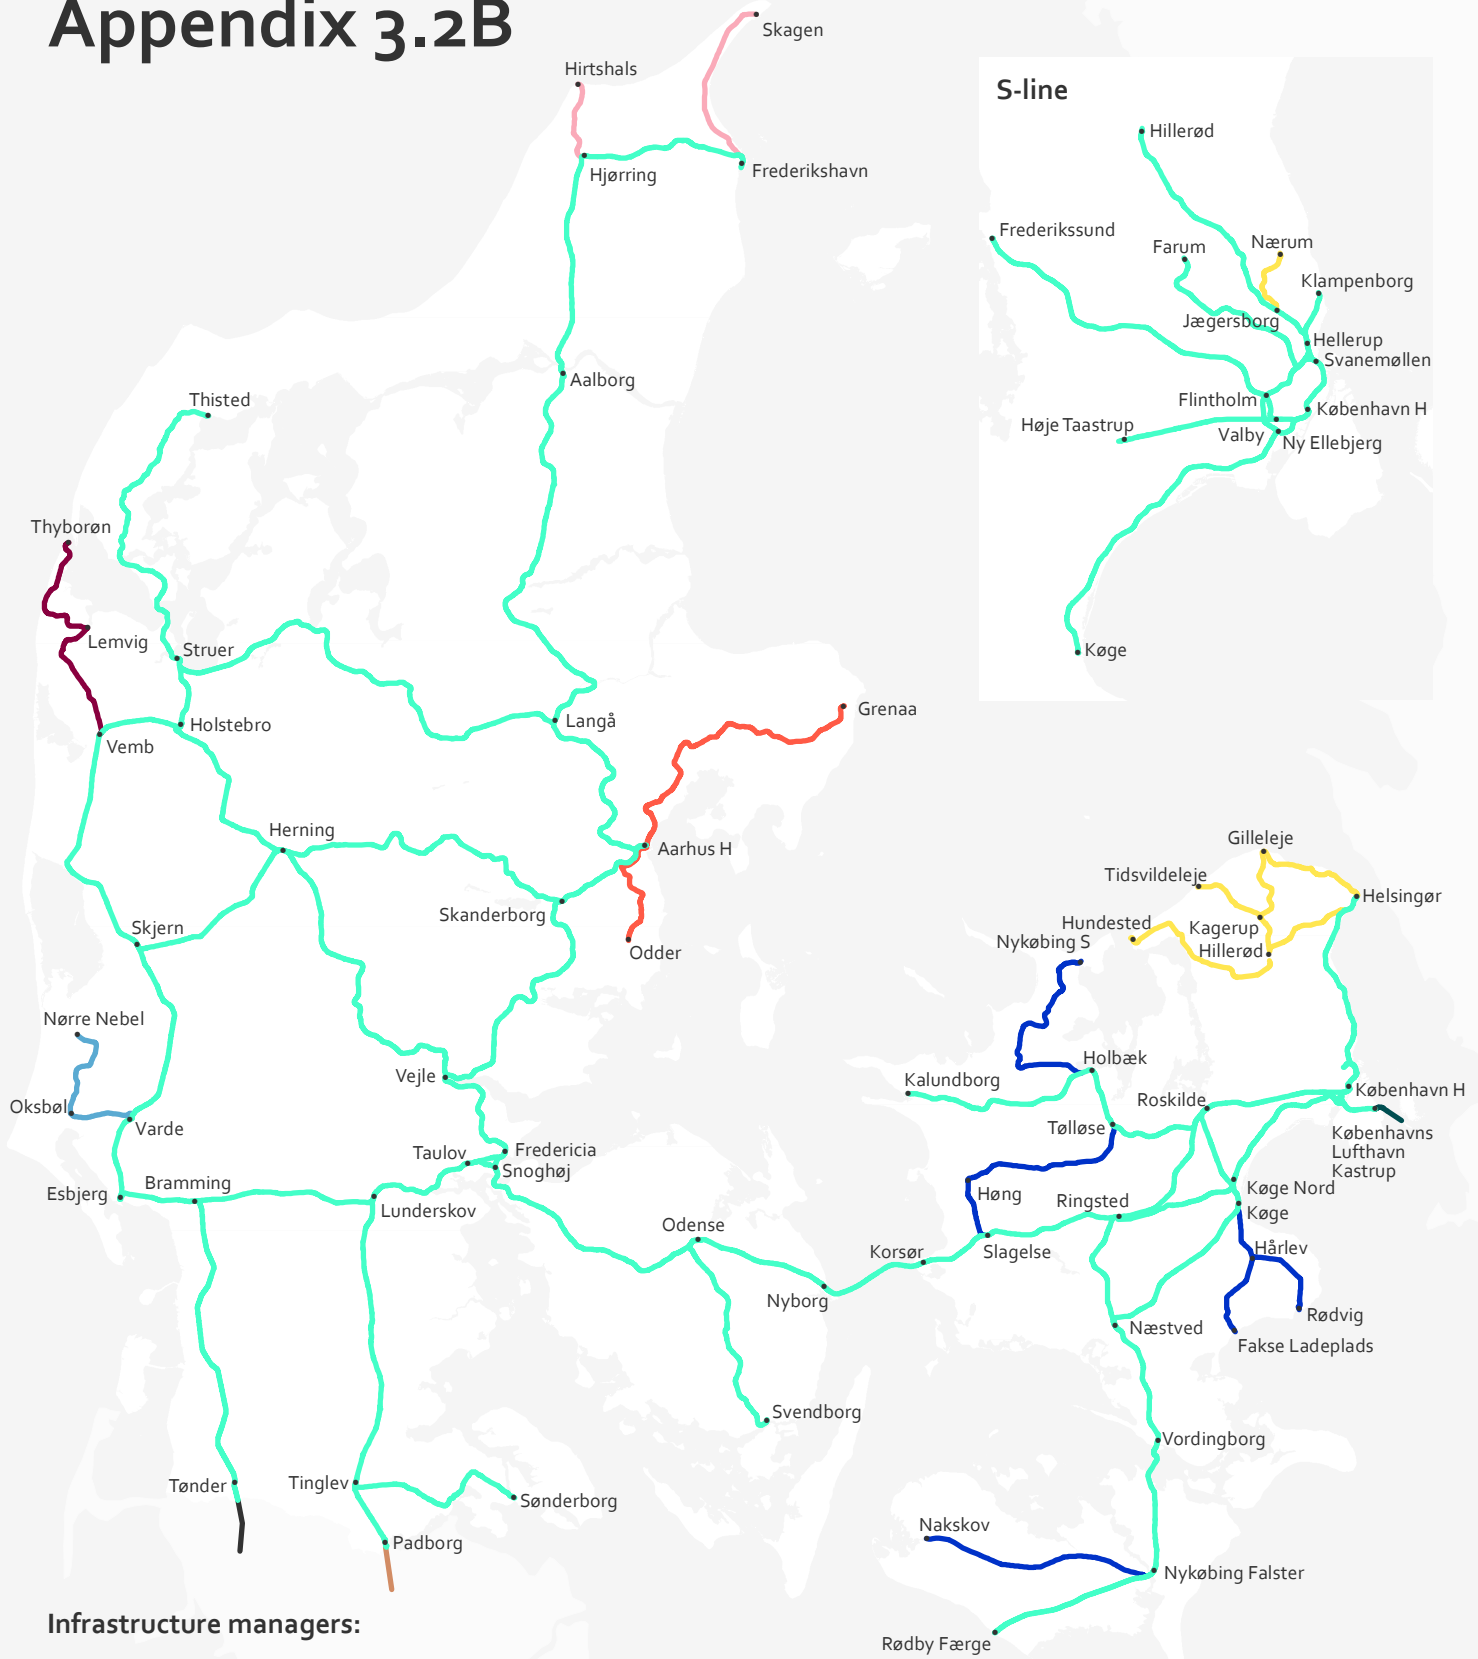 Appendix 3.2B
Skagen
Hirtshals
Hjørring
Frederikshavn
Aalborg
Thisted
Thyborøn
Lemvig
Struer
Holstebro
Vemb
Langå
Grenaa
Herning
Aarhus H
Skanderborg
Skjern
Odder
Nørre Nebel
Vejle
Oksbøl
Varde
Taulov
Fredericia
Snoghøj
Esbjerg
Bramming
Lunderskov
Odense
Nyborg
Korsør
Svendborg
Tønder
Tinglev
Sønderborg
Padborg
Infrastructure managers:
S-line
Hillerød
Frederikssund
Farum
Nærum
Klampenborg
Jægersborg
Hellerup
Svanemøllen
Flintholm
København H
Høje Taastrup
Valby
Ny Ellebjerg
Køge
Gilleleje
Tidsvildeleje
Helsingør
Hundested
Kagerup
Nykøbing S
Hillerød
Holbæk
Kalundborg
København H
Roskilde
Tølløse
Københavns
Lufthavn
Kastrup
Høng
Ringsted
Køge Nord
Køge
Slagelse
Hårlev
Rødvig
Næstved
Fakse Ladeplads
Vordingborg
Nakskov
Nykøbing Falster
Rødby Færge